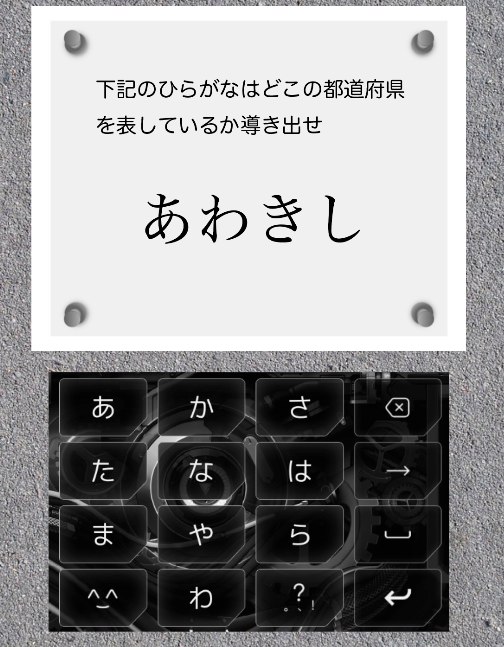 下記のひらがなはどこの都道府県
を表しているか導き出せ
あわきし
あ か さ
た な は →
ま や ら
^_^ わ 。、?!